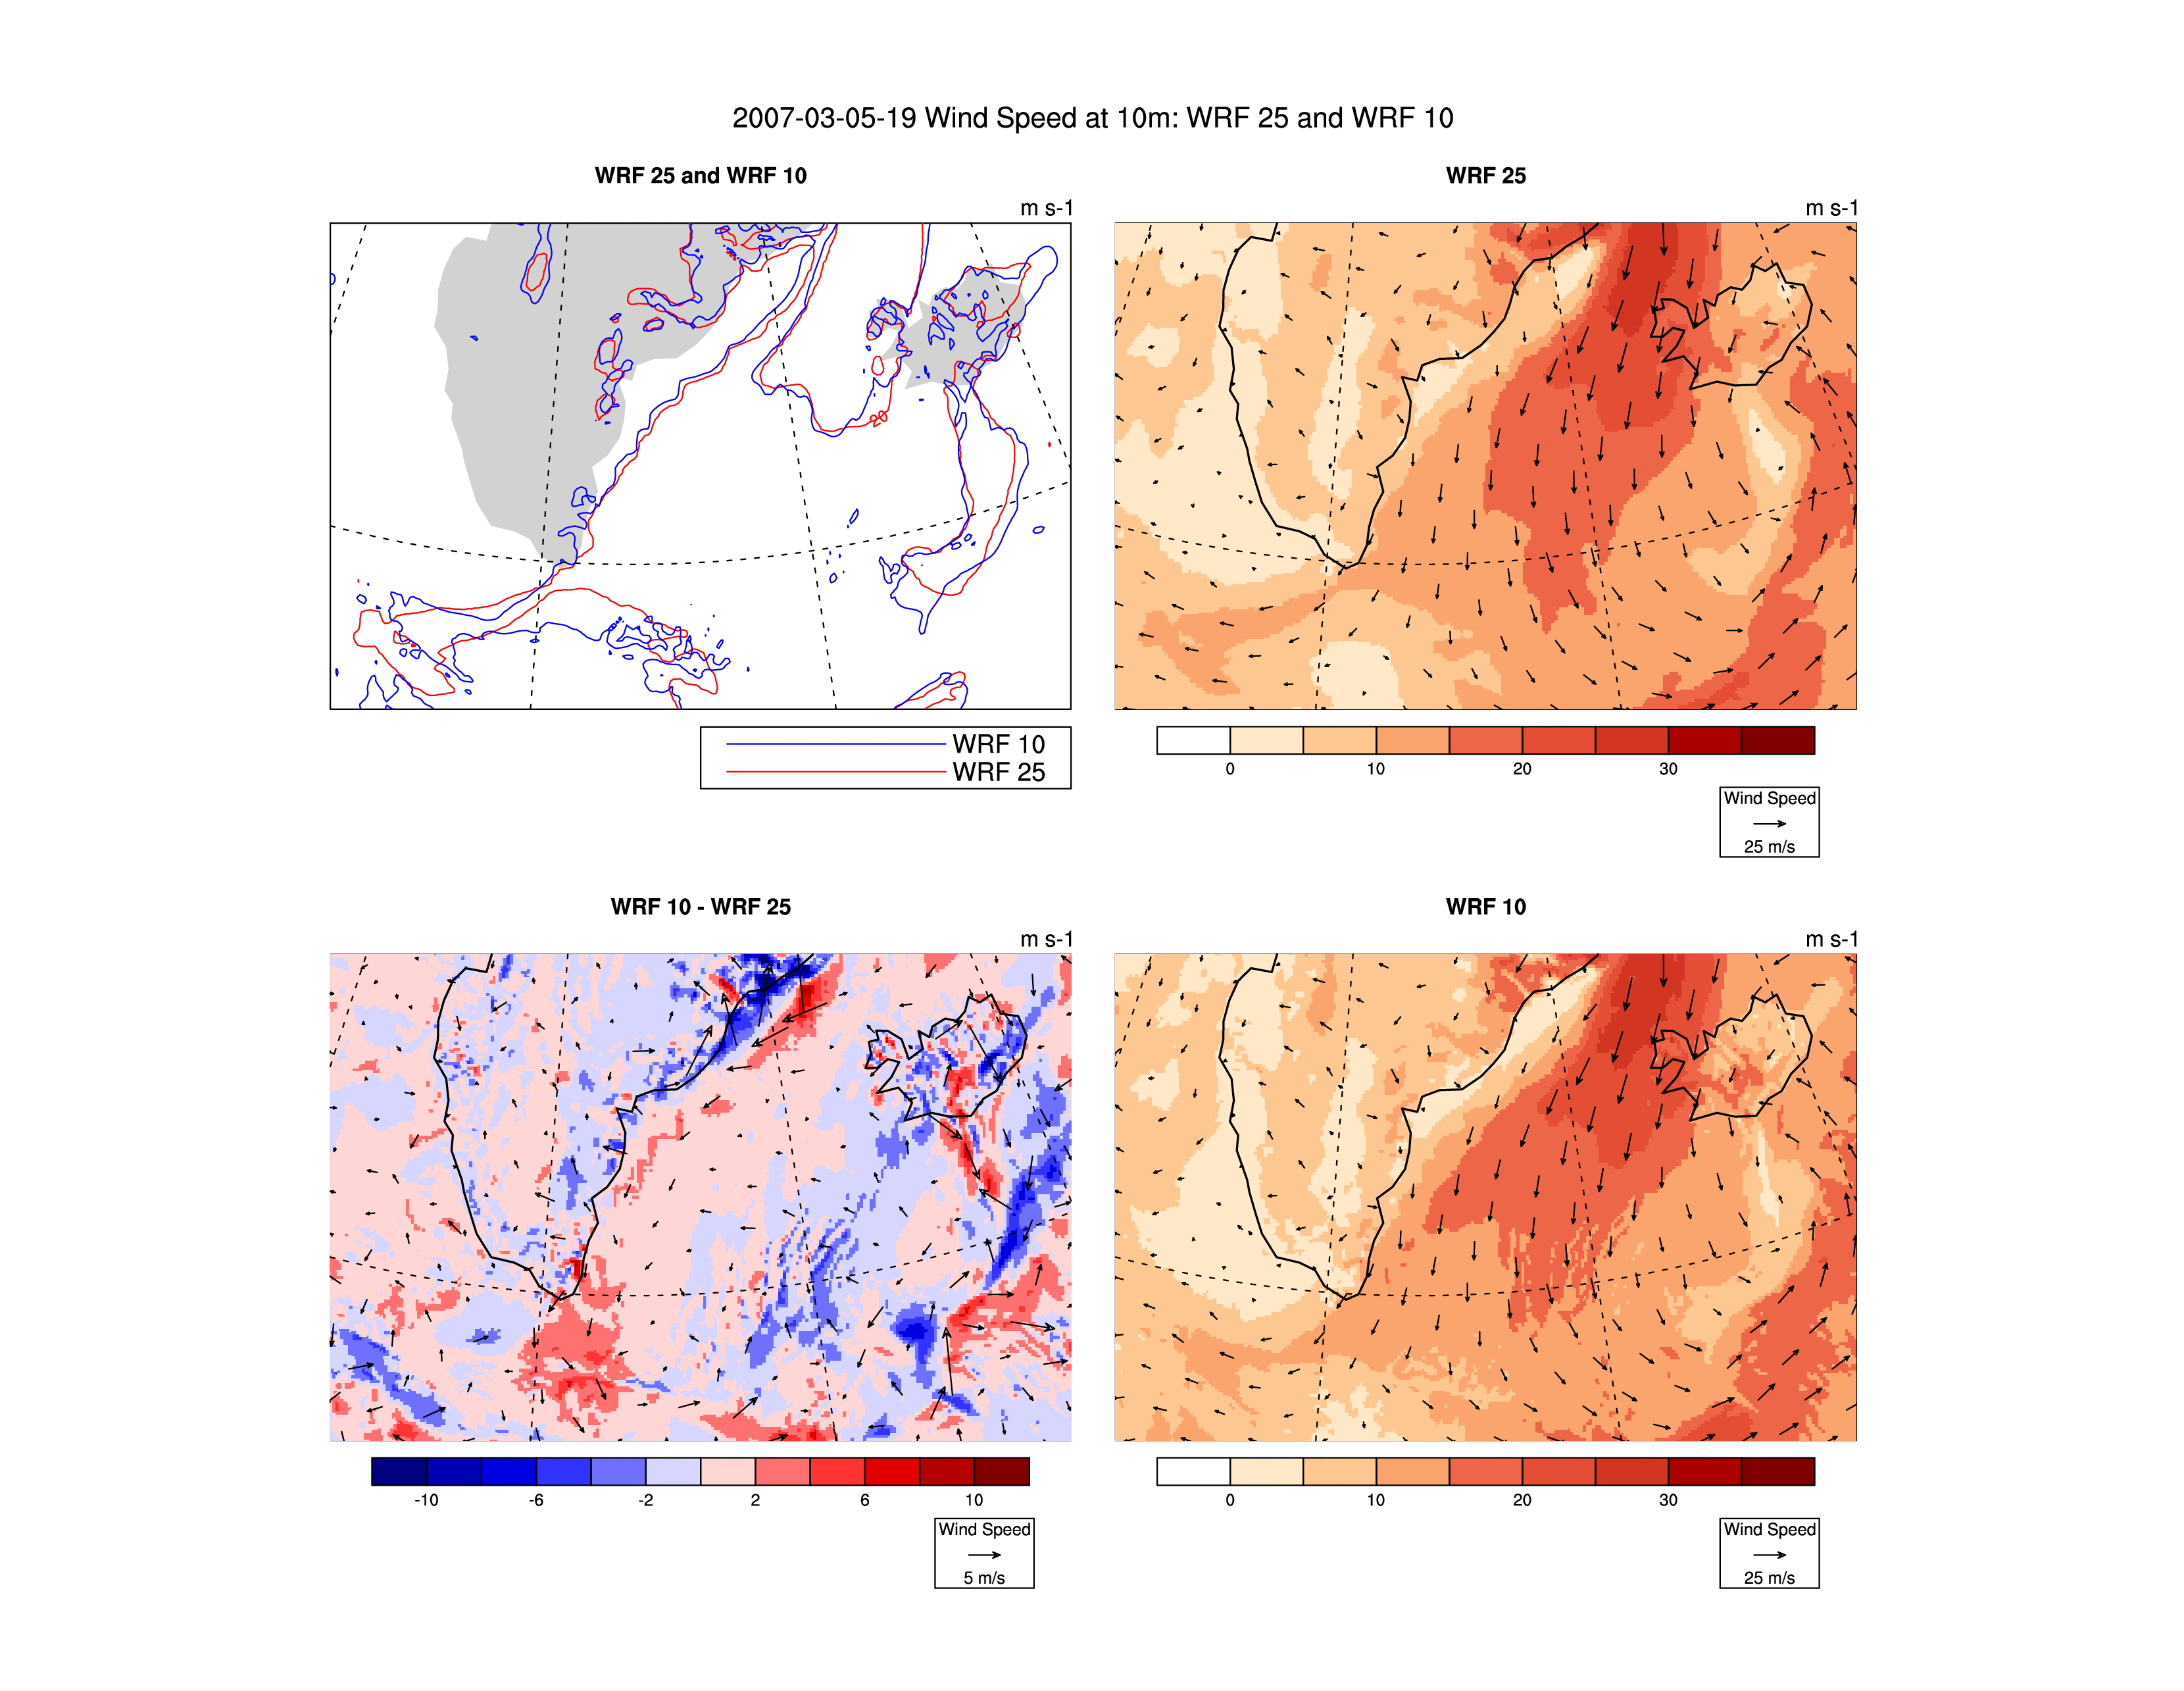 2007-03-05-19 Wind Speed at 10m: WRF 25 and WRF 10
WRF 25 and WRF 10
m s-1
20
WRF 10
WRF 25
WRF 25
m s-1
0 10 20 30
Wind Speed
25 m/s
WRF 10 - WRF 25
m s-1
-10 -6 -2 2 6 10
Wind Speed
5 m/s
WRF 10
m s-1
0 10 20 30
Wind Speed
25 m/s